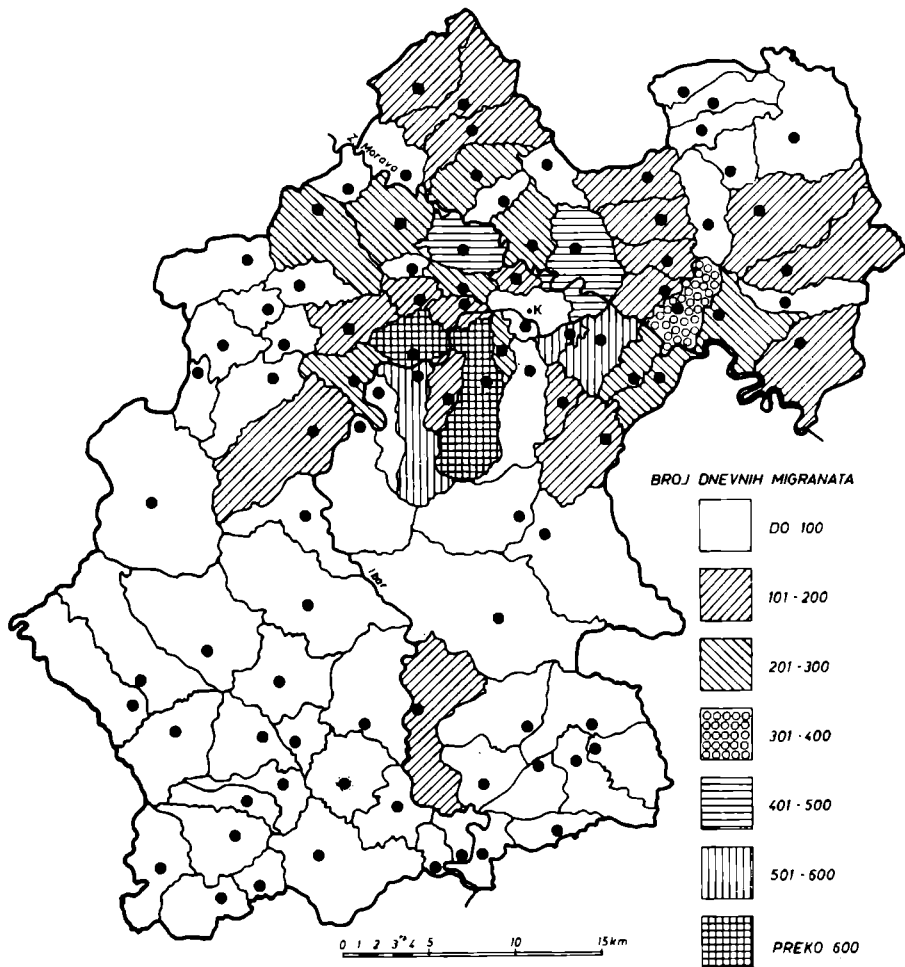 Z. Morava
K
Ibar
BROJ DNEVNIH MIGRANATA
DO 100
101 - 200
201 - 300
301 - 400
401 - 500
501 - 600
PREKO 600
0 1 2 3 4 5 10 15 km